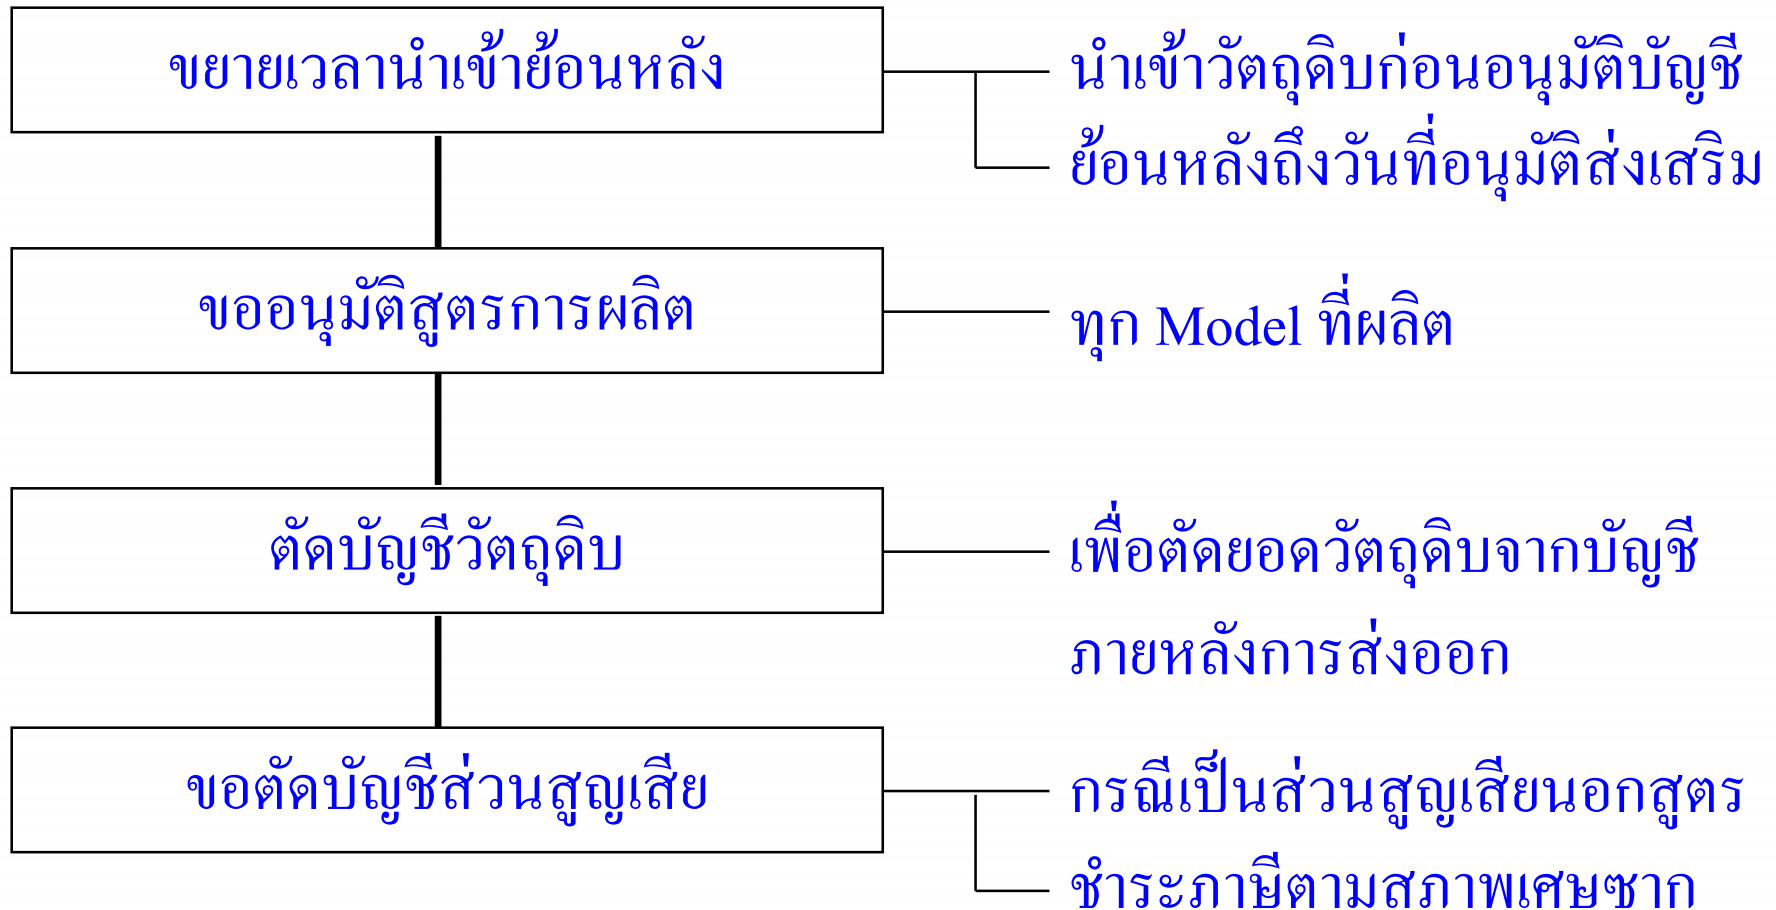 ขยายเวลานำเข้าย้อนหลัง
นำเข้าวัตถุดิบก่อนอนุมัติบัญชี
ย้อนหลังถึงวันที่อนุมัติส่งเสริม
ขออนุมัติสูตรการผลิต
ทุก Model ที่ผลิต
ตัดบัญชีวัตถุดิบ
เพื่อตัดยอดวัตถุดิบจากบัญชี
ภายหลังการส่งออก
ขอตัดบัญชีส่วนสูญเสีย
กรณีเป็นส่วนสูญเสียนอกสูตร
ชำระภาษีตามสภาพเศษซาก